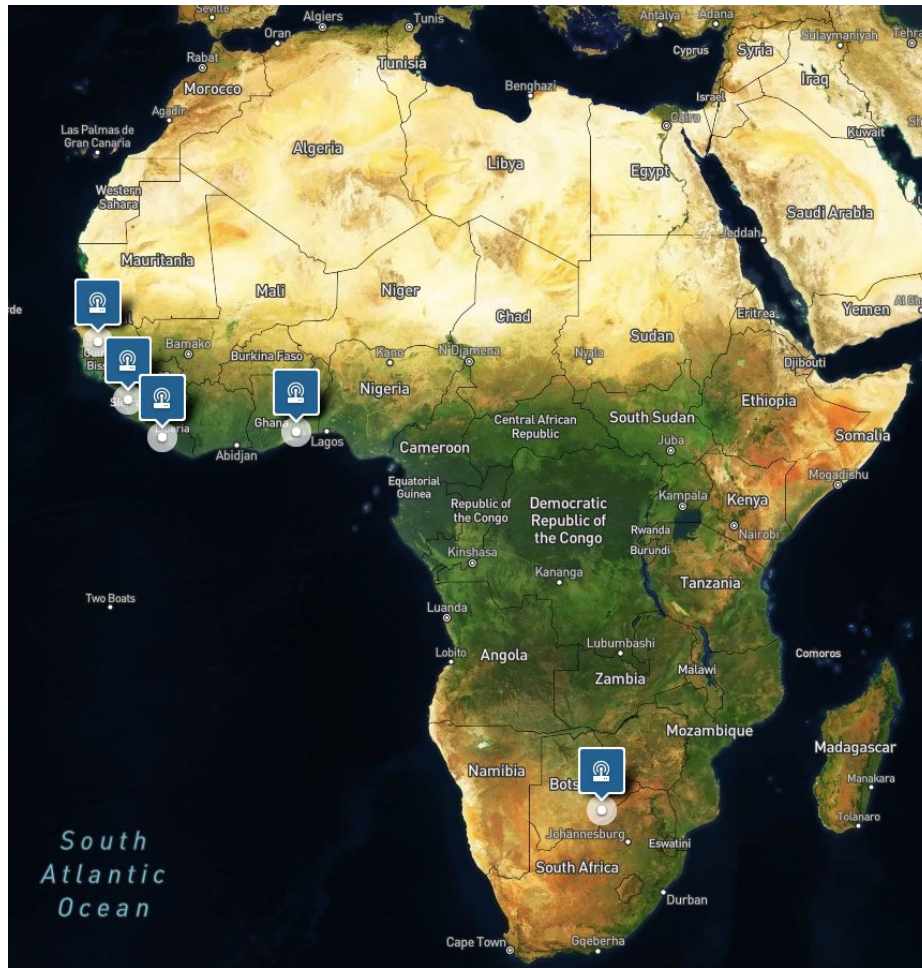 Seville
Algiers
Tunis
Antalya
Adana
Oran
Sulaymaniyah
Tehra
Rabat
Tunisia
Cyprus
Syria
Morocco
Iraq
Benghazi
Israel
Agadir
Cairo
Kuwait
Las Palmas de
Gran Canaria
Algeria
Libya
Egypt
Western
Sahara
Saudi Arabia
Jeddah
Mauritania
Mali
Niger
Chad
Yemen
rde
Eritrea
Sudan
Bamako
Burkina Faso
Kano
N'Djamena
Nyala
Djibouti
Nigeria
Ethiopia
Ghana
Central African
Republic
South Sudan
Abidjan
Lagos
Cameroon
Juba
Somalia
Equatorial
Guinea
Mogadishu
Republic of
the Congo
Democratic
Republic of
the Congo
Kampala
Kenya
Rwanda
Nairobi
Kinshasa
Burundi
Kananga
Tanzania
Two Boats
Luanda
Lobito
Angola
Lubumbashi
Comoros
Zambia
Malawi
Mozambique
Namibia
Bots
Madagascar
Manakara
Johannesburg
Eswatini
Tolanaro
South
Atlantic
Ocean
South Africa
Durban
Cape Town
Gqeberha